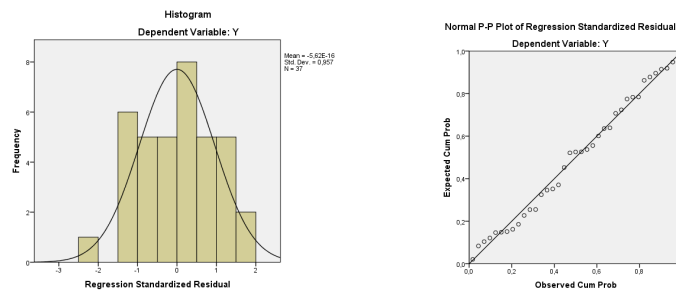 Histogram
Dependent Variable: Y
Mean = -5,62E-16
Std. Dev. = 0,957
N = 37
Frequency
8
6
4
2
0
-3 -2 -1 0 1 2
Regression Standardized Residual
Normal P-P Plot of Regression Standardized Residual
Dependent Variable: Y
Expected Cum Prob
1,0
0,8
0,6
0,4
0,2
0,0
0,0 0,2 0,4 0,6 0,8
Observed Cum Prob